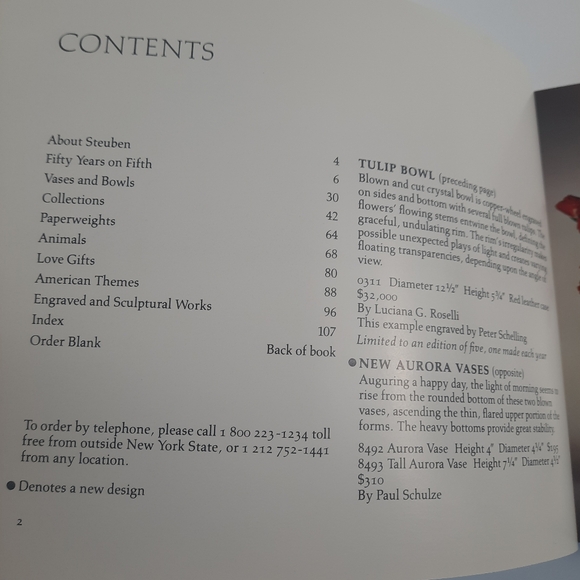 CONTENTS
About Steuben 4
Fifty Years on Fifth 6
Vases and Bowls 30
Collections 42
Paperweights 64
Animals 68
Love Gifts 80
American Themes 88
Engraved and Sculptural Works 96
Index 107
Order Blank Back of book
To order by telephone, please call 1 800 223-1234 toll
free from outside New York State, or 1 212 752-1441
from any location.
● Denotes a new design
2
TULIP BOWL (preceding page)
Blown and cut crystal bowl is copper-wheel engraved
on sides and bottom with several full blown tulips. The
flowers' flowing stems entwine the bowl, defining the
graceful, undulating rim. The rim's irregularity makes
possible unexpected plays of light and creates varying
floating transparencies, depending upon the angle of
view.
0311 Diameter 12½" Height 5¾" Red leather case
$32,000
By Luciana G. Roselli
This example engraved by Peter Schelling
Limited to an edition of five, one made each year
● NEW AURORA VASES (opposite)
Auguring a happy day, the light of morning seems to
rise from the rounded bottom of these two blown
vases, ascending the thin, flared upper portion of the
forms. The heavy bottoms provide great stability.
8492 Aurora Vase Height 4" Diameter 4¼" $195
8493 Tall Aurora Vase Height 7¼" Diameter 4½"
$310
By Paul Schulze